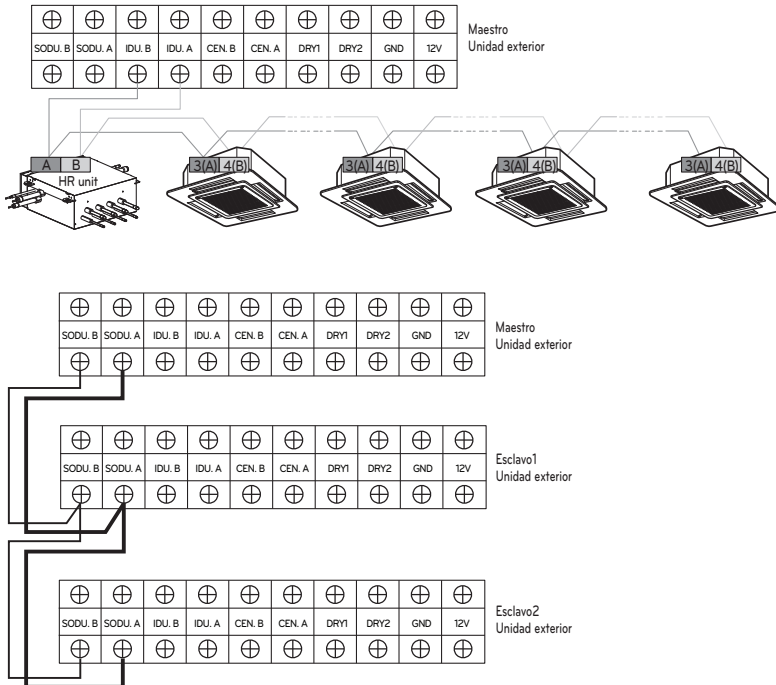 SODU. B SODU. A IDU. B IDU. A CEN. B CEN. A DRY1 DRY2 GND 12V
Maestro
Unidad exterior
A B
HR unit
3(A) 4(B) 3(A) 4(B) 3(A) 4(B) 3(A) 4(B)
SODU. B SODU. A IDU. B IDU. A CEN. B CEN. A DRY1 DRY2 GND 12V
Maestro
Unidad exterior
SODU. B SODU. A IDU. B IDU. A CEN. B CEN. A DRY1 DRY2 GND 12V
Esclavo1
Unidad exterior
SODU. B SODU. A IDU. B IDU. A CEN. B CEN. A DRY1 DRY2 GND 12V
Esclavo2
Unidad exterior